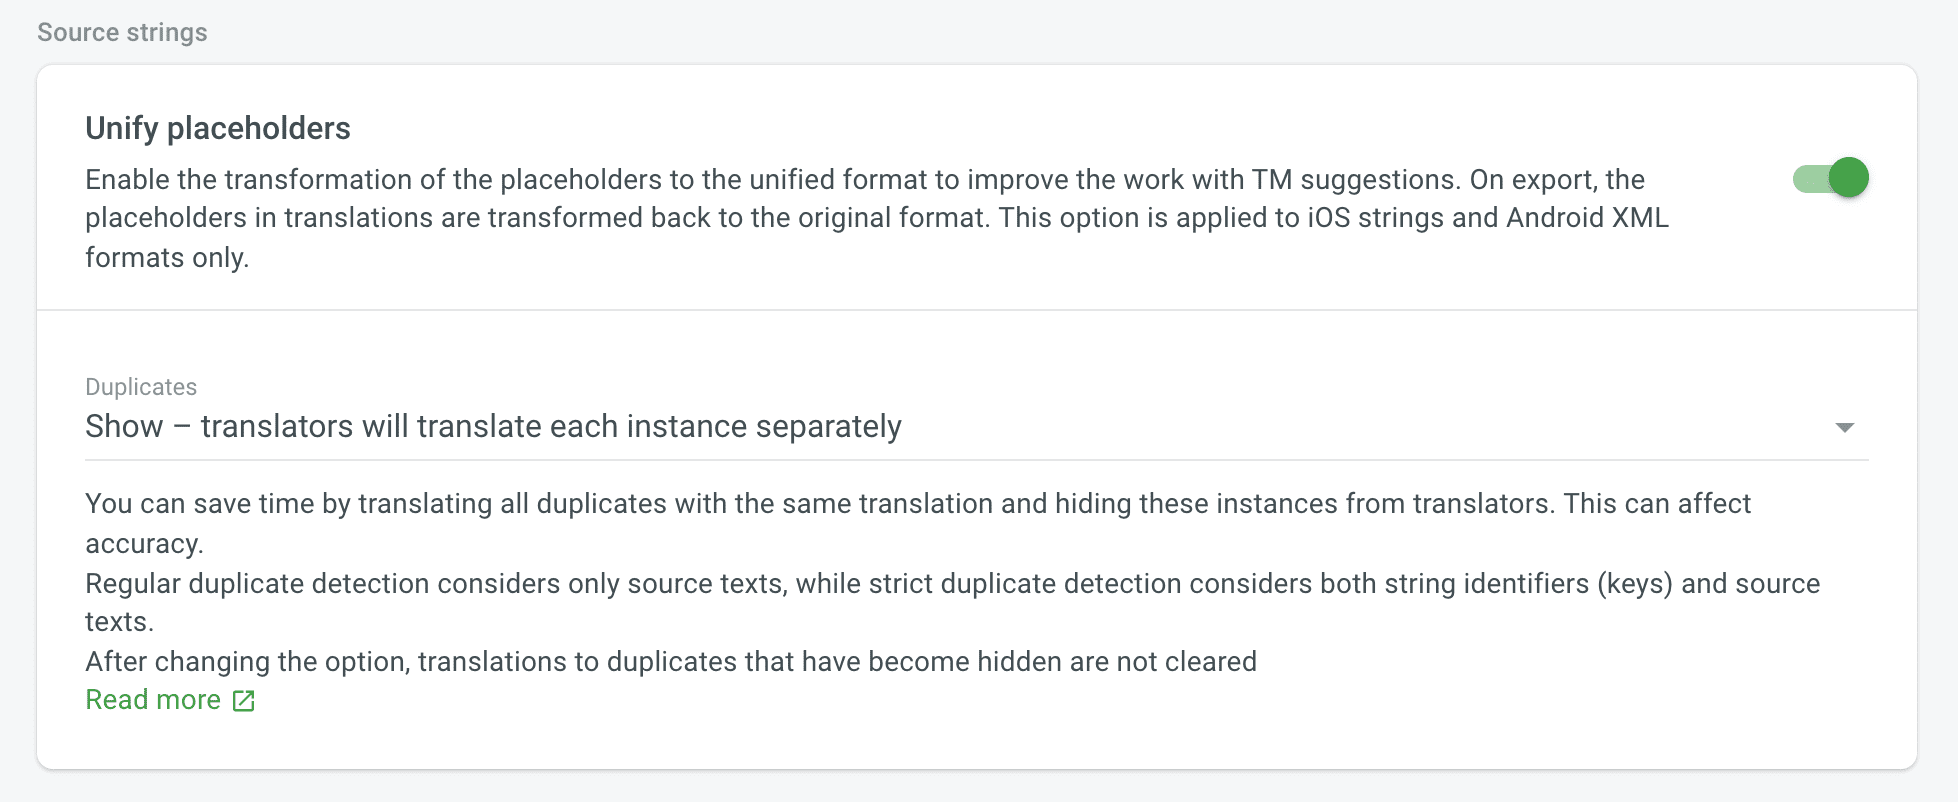 Source strings
Unify placeholders
Enable the transformation of the placeholders to the unified format to improve the work with TM suggestions. On export, the
placeholders in translations are transformed back to the original format. This option is applied to iOS strings and Android XML
formats only.
Duplicates
Show – translators will translate each instance separately
You can save time by translating all duplicates with the same translation and hiding these instances from translators. This can affect
accuracy.
Regular duplicate detection considers only source texts, while strict duplicate detection considers both string identifiers (keys) and source
texts.
After changing the option, translations to duplicates that have become hidden are not cleared
Read more